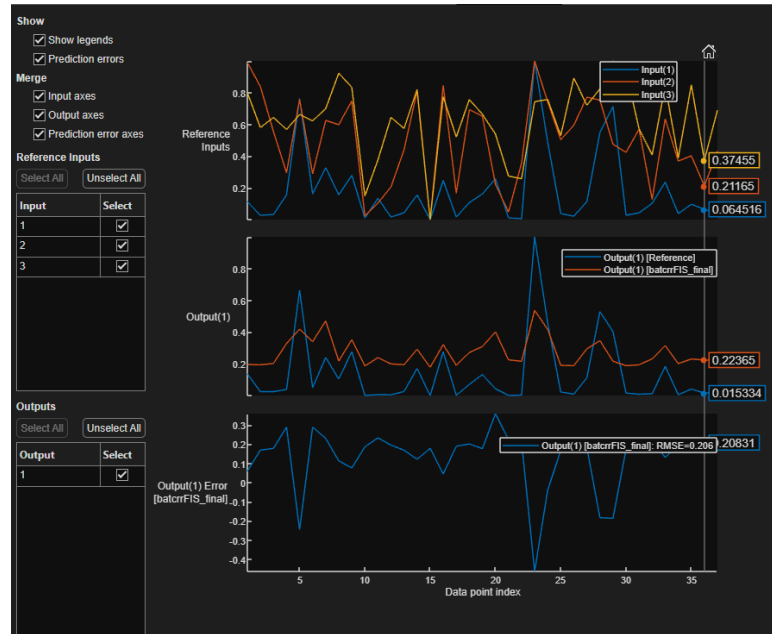 Show
Show legends
Prediction errors
Merge
Input axes
Output axes
Prediction error axes
Reference Inputs
Select All Unselect All
Input Select
1
2
3
Outputs
Select All Unselect All
Output Select
1
Reference
Inputs
0.8
0.6
0.4
0.2
Input(1)
Input(2)
Input(3)
0.37455
0.21165
0.064516
Output(1)
0.8
0.6
0.4
0.2
Output(1) [Reference]
Output(1) [batcrrFIS_final]
0.22365
0.015334
Output(1) Error
[batcrrFIS_final]
0.3
0.2
0.1
0
-0.1
-0.2
-0.3
-0.4
Output(1) [batcrrFIS_final]: RMSE=0.206
.20831
5 10 15 20 25 30 35
Data point index